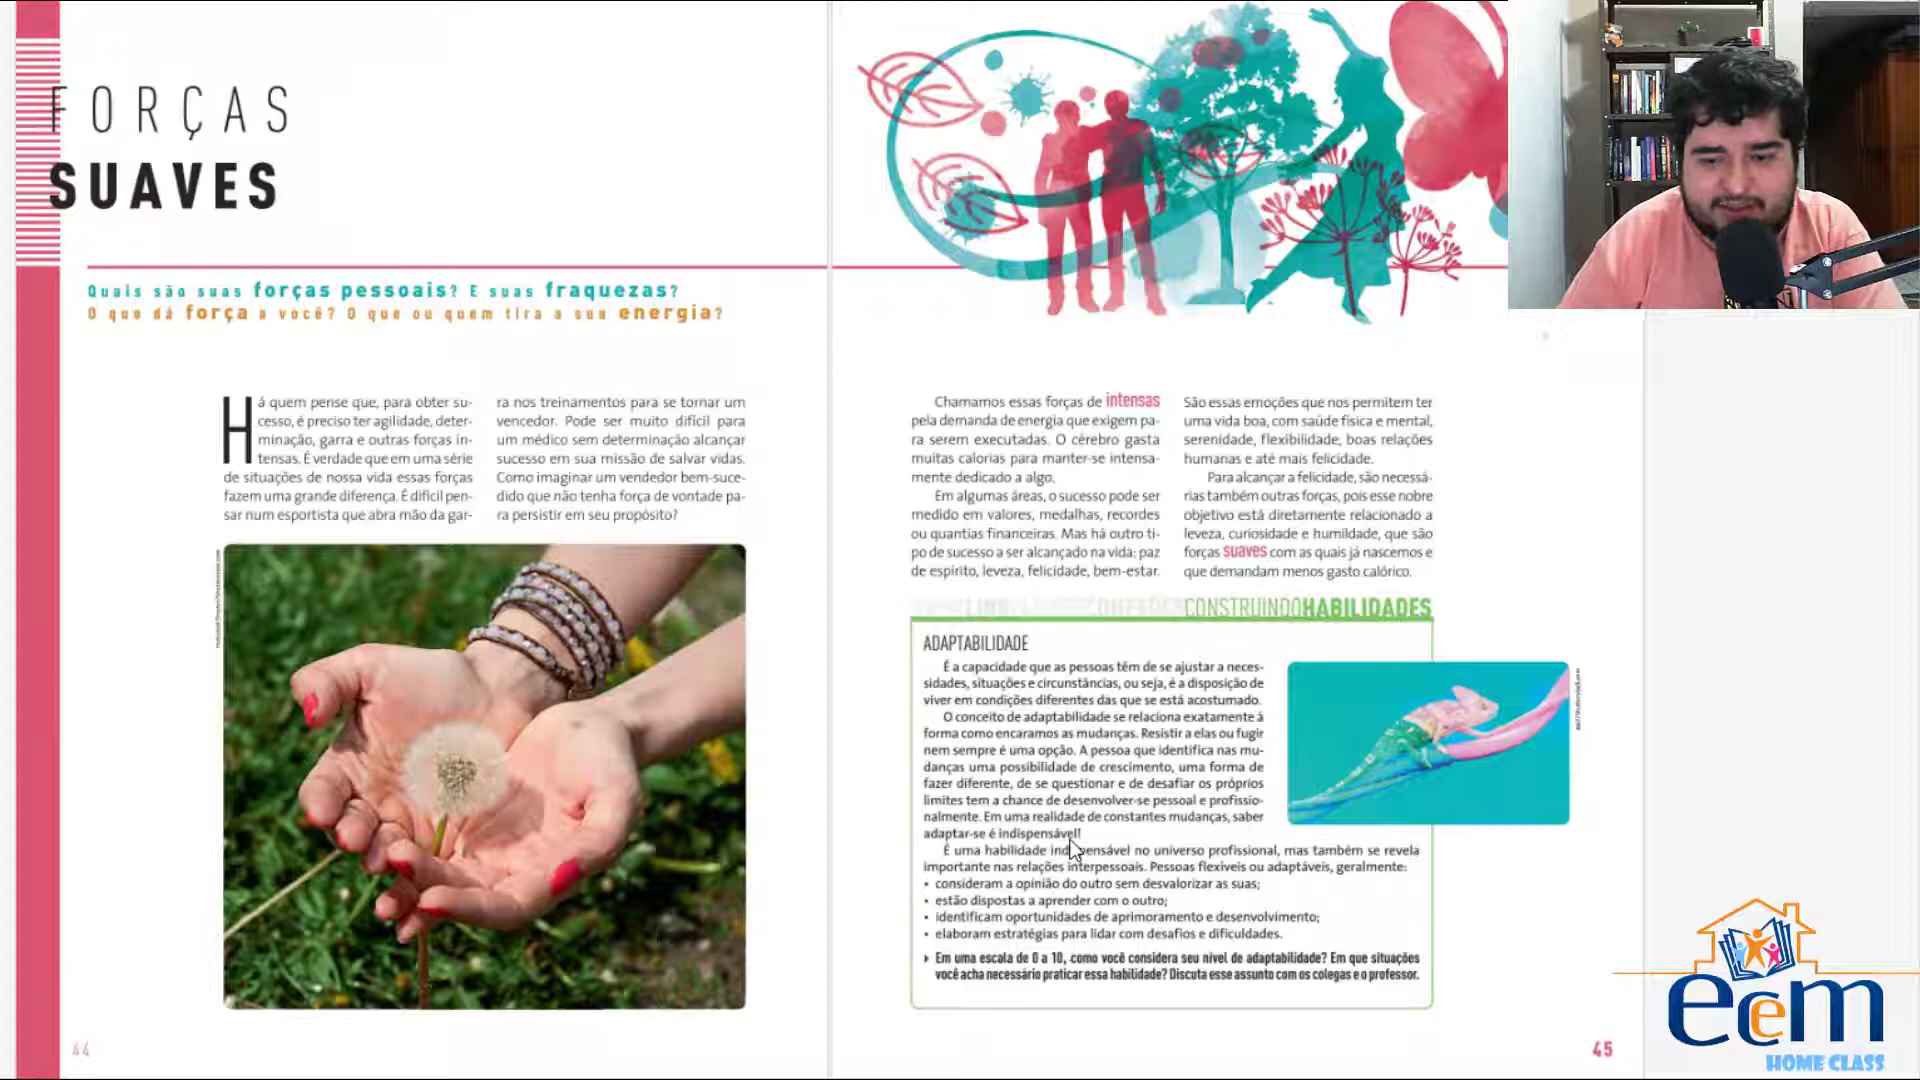 FORÇAS
SUAVES
Quais são suas forças pessoais? E suas fraquezas?
O que dá força a você? O que ou quem tira a sua energia?
Há quem pense que, para obter su-
cesso, é preciso ter agilidade, deter-
minação, garra e outras forças in-
tensas. É verdade que em uma série
de situações de nossa vida essas forças
fazem uma grande diferença. É difícil pen-
sar num esportista que abra mão da gar-
ra nos treinamentos para se tornar um
vencedor. Pode ser muito difícil para
um médico sem determinação alcançar
sucesso em sua missão de salvar vidas.
Como imaginar um vendedor bem-suce-
dido que não tenha força de vontade pa-
ra persistir em seu propósito?
44
Chamamos essas forças de intensas
pela demanda de energia que exigem pa-
ra serem executadas. O cérebro gasta
muitas calorias para manter-se intensa-
mente dedicado a algo.
Em algumas áreas, o sucesso pode ser
medido em valores, medalhas, recordes
ou quantias financeiras. Mas há outro ti-
po de sucesso a ser alcançado na vida: paz
de espírito, leveza, felicidade, bem-estar.
São essas emoções que nos permitem ter
uma vida boa, com saúde física e mental,
serenidade, flexibilidade, boas relações
humanas e até mais felicidade.
Para alcançar a felicidade, são necessá-
rias também outras forças, pois esse nobre
objetivo está diretamente relacionado a
leveza, curiosidade e humildade, que são
forças suaves com as quais já nascemos e
que demandam menos gasto calórico.
CONSTRUINDO HABILIDADES
ADAPTABILIDADE
É a capacidade que as pessoas têm de se ajustar a neces-
sidades, situações e circunstâncias, ou seja, é a disposição de
viver em condições diferentes das que se está acostumado.
O conceito de adaptabilidade se relaciona exatamente à
forma como encaramos as mudanças. Resistir a elas ou fugir
nem sempre é uma opção. A pessoa que identifica nas mu-
danças uma possibilidade de crescimento, uma forma de
fazer diferente, de se questionar e de desafiar os próprios
limites tem a chance de desenvolver-se pessoal e profissio-
nalmente. Em uma realidade de constantes mudanças, saber
adaptar-se é indispensável!
É uma habilidade indispensável no universo profissional, mas também se revela
importante nas relações interpessoais. Pessoas flexíveis ou adaptáveis, geralmente:
• consideram a opinião do outro sem desvalorizar as suas;
• estão dispostas a aprender com o outro;
• identificam oportunidades de aprimoramento e desenvolvimento;
• elaboram estratégias para lidar com desafios e dificuldades.
Em uma escala de 0 a 10, como você considera seu nível de adaptabilidade? Em que situações
você acha necessário praticar essa habilidade? Discuta esse assunto com os colegas e o professor.
45
ecem
HOME CLASS